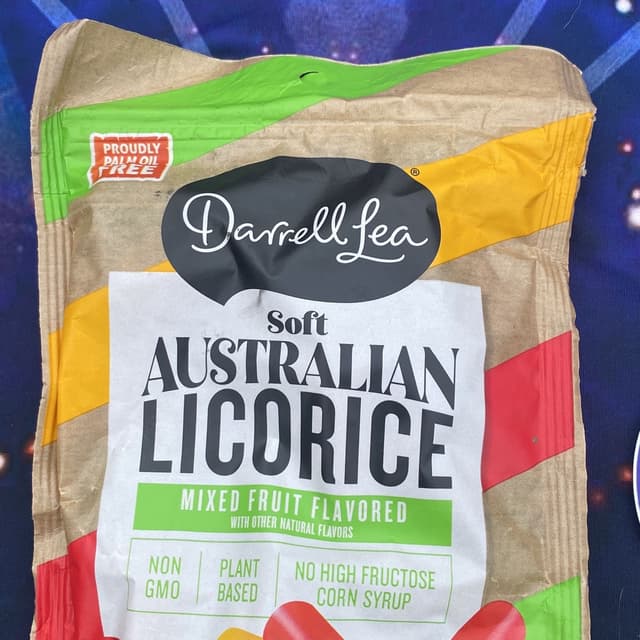 PROUDLY
PALM OIL
FREE
Darrell Lea®
Soft
AUSTRALIAN
LICORICE
MIXED FRUIT FLAVORED
WITH OTHER NATURAL FLAVORS
NON
GMO
PLANT
BASED
NO HIGH FRUCTOSE
CORN SYRUP